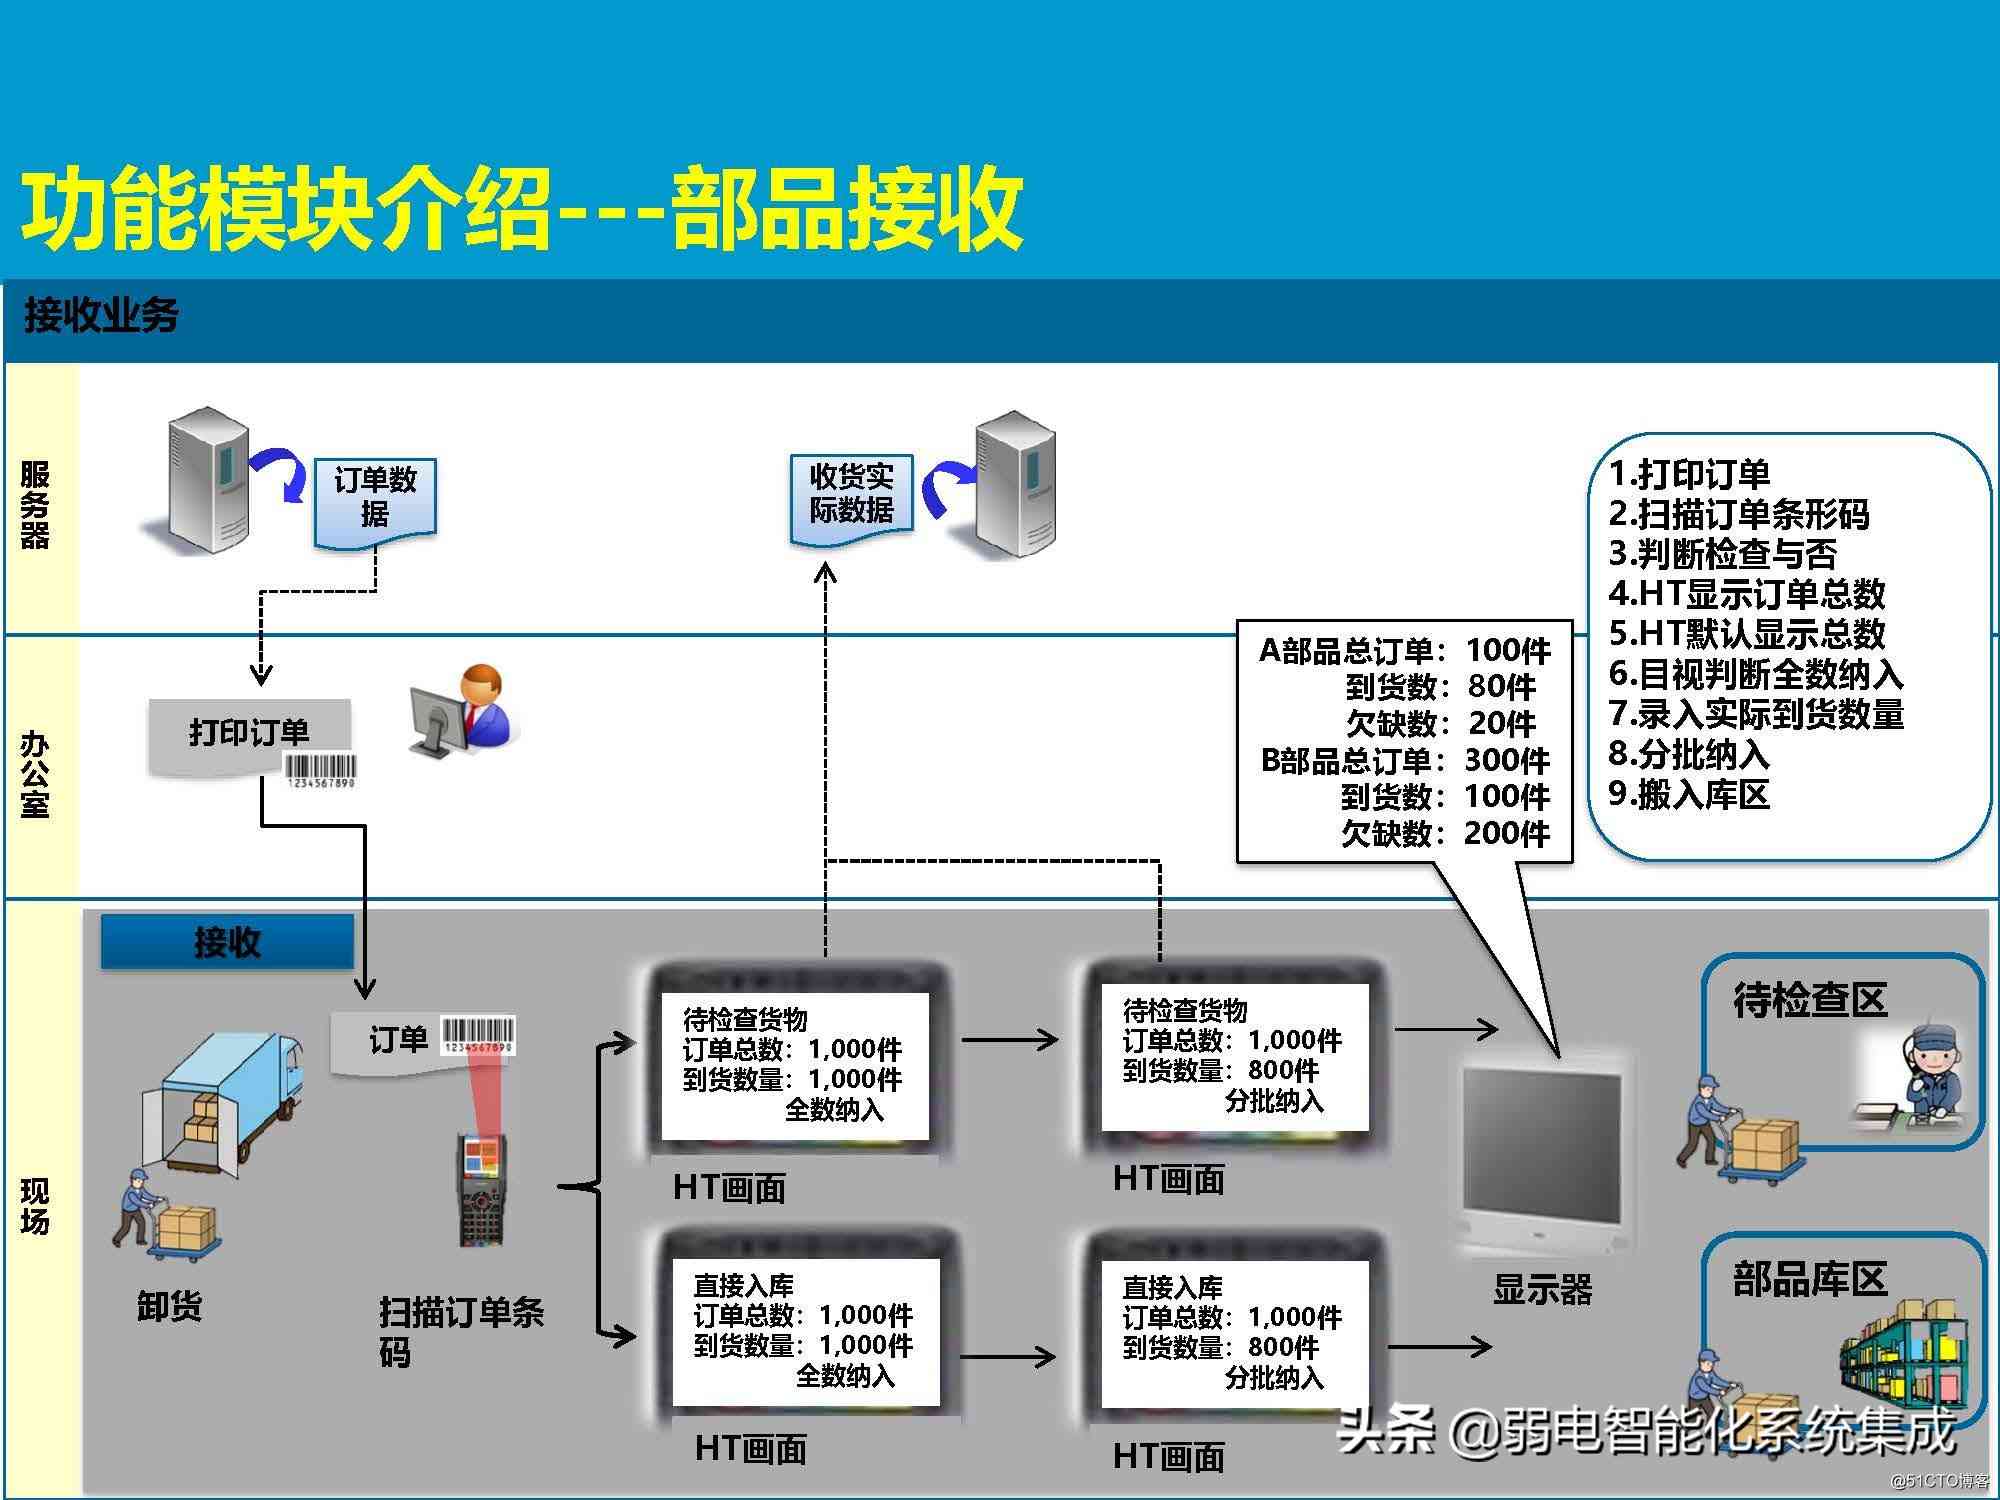 功能模块介绍---部品接收
接收业务
服务器
订单数
据
收货实
际数据
1.打印订单
2.扫描订单条形码
3.判断检查与否
4.HT显示订单总数
5.HT默认显示总数
6.目视判断全数纳入
7.录入实际到货数量
8.分批纳入
9.搬入库区
办公室
打印订单
1234567890
A部品总订单：100件
到货数：80件
欠缺数：20件
B部品总订单：300件
到货数：100件
欠缺数：200件
现场
接收
订单
1234567890
卸货
扫描订单条
码
待检查货物
订单总数：1,000件
到货数量：1,000件
全数纳入
HT画面
待检查货物
订单总数：1,000件
到货数量：800件
分批纳入
HT画面
直接入库
订单总数：1,000件
到货数量：1,000件
全数纳入
HT画面
直接入库
订单总数：1,000件
到货数量：800件
分批纳入
HT画面
显示器
待检查区
部品库区
头条 @弱电智能化系统集成
@51CTO博客